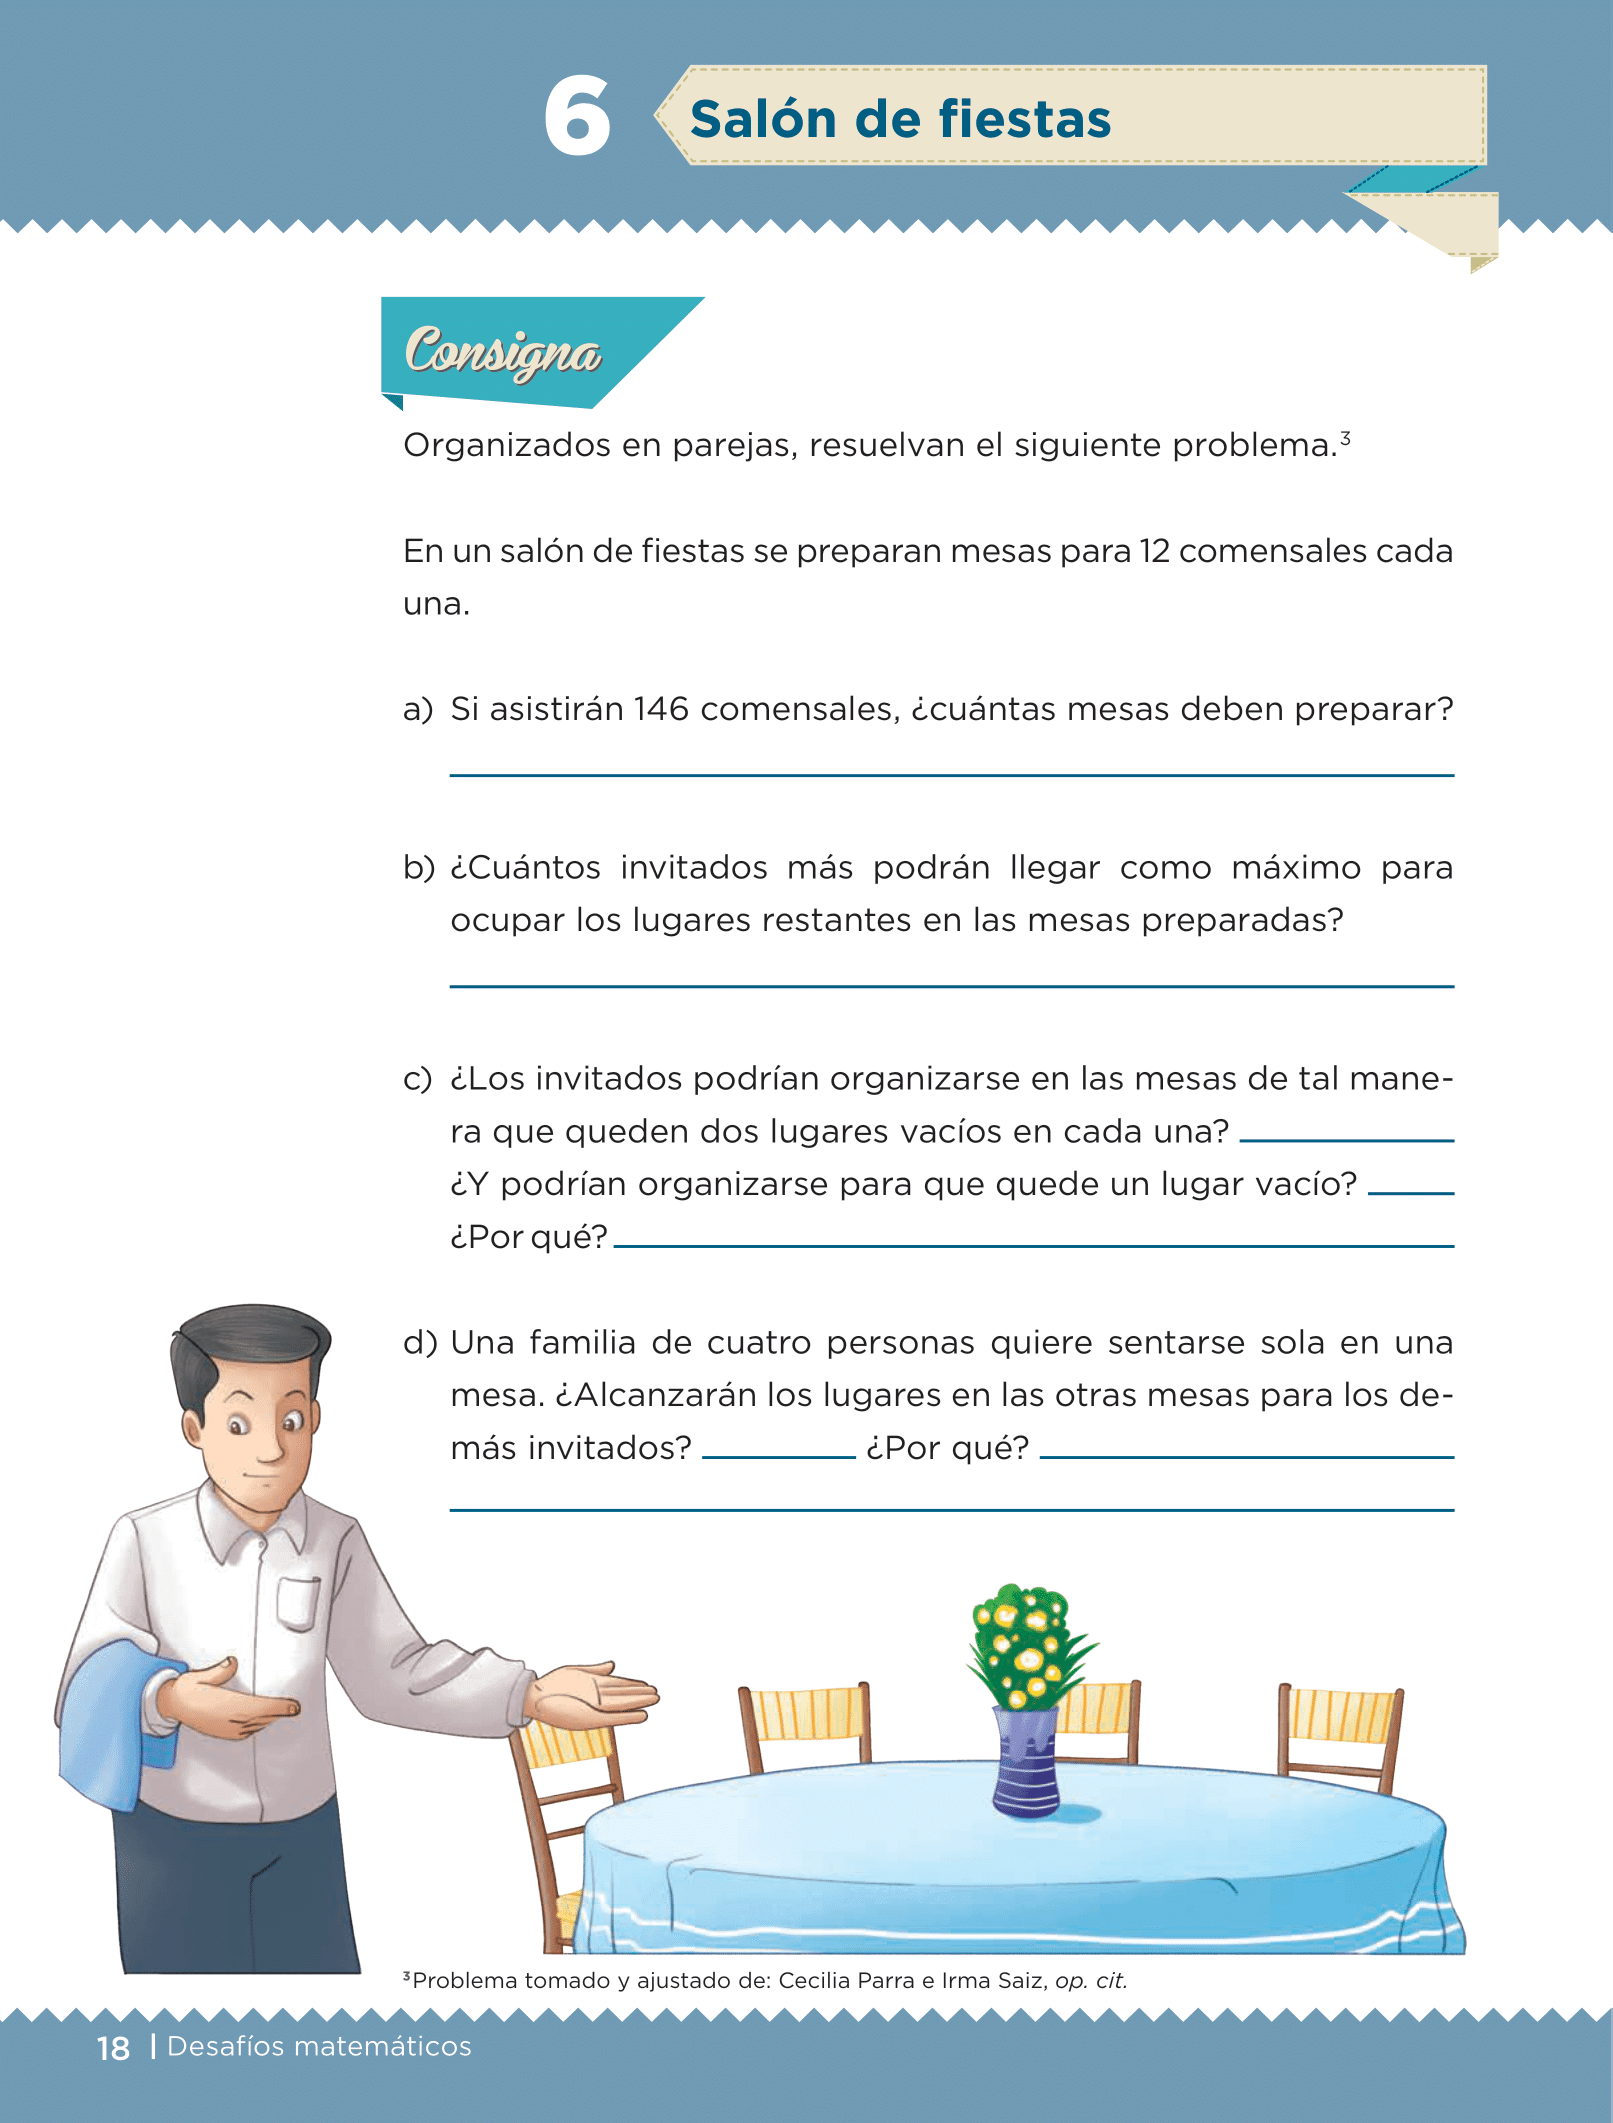 6
Salón de fiestas
Consigna
Organizados en parejas, resuelvan el siguiente problema.³
En un salón de fiestas se preparan mesas para 12 comensales cada
una.
a) Si asistirán 146 comensales, ¿cuántas mesas deben preparar?
b) ¿Cuántos invitados más podrán llegar como máximo para
ocupar los lugares restantes en las mesas preparadas?
c) ¿Los invitados podrían organizarse en las mesas de tal mane-
ra que queden dos lugares vacíos en cada una?
¿Y podrían organizarse para que quede un lugar vacío?
¿Por qué?
d) Una familia de cuatro personas quiere sentarse sola en una
mesa. ¿Alcanzarán los lugares en las otras mesas para los de-
más invitados? ¿Por qué?
³Problema tomado y ajustado de: Cecilia Parra e Irma Saiz, op. cit.
18 | Desafíos matemáticos